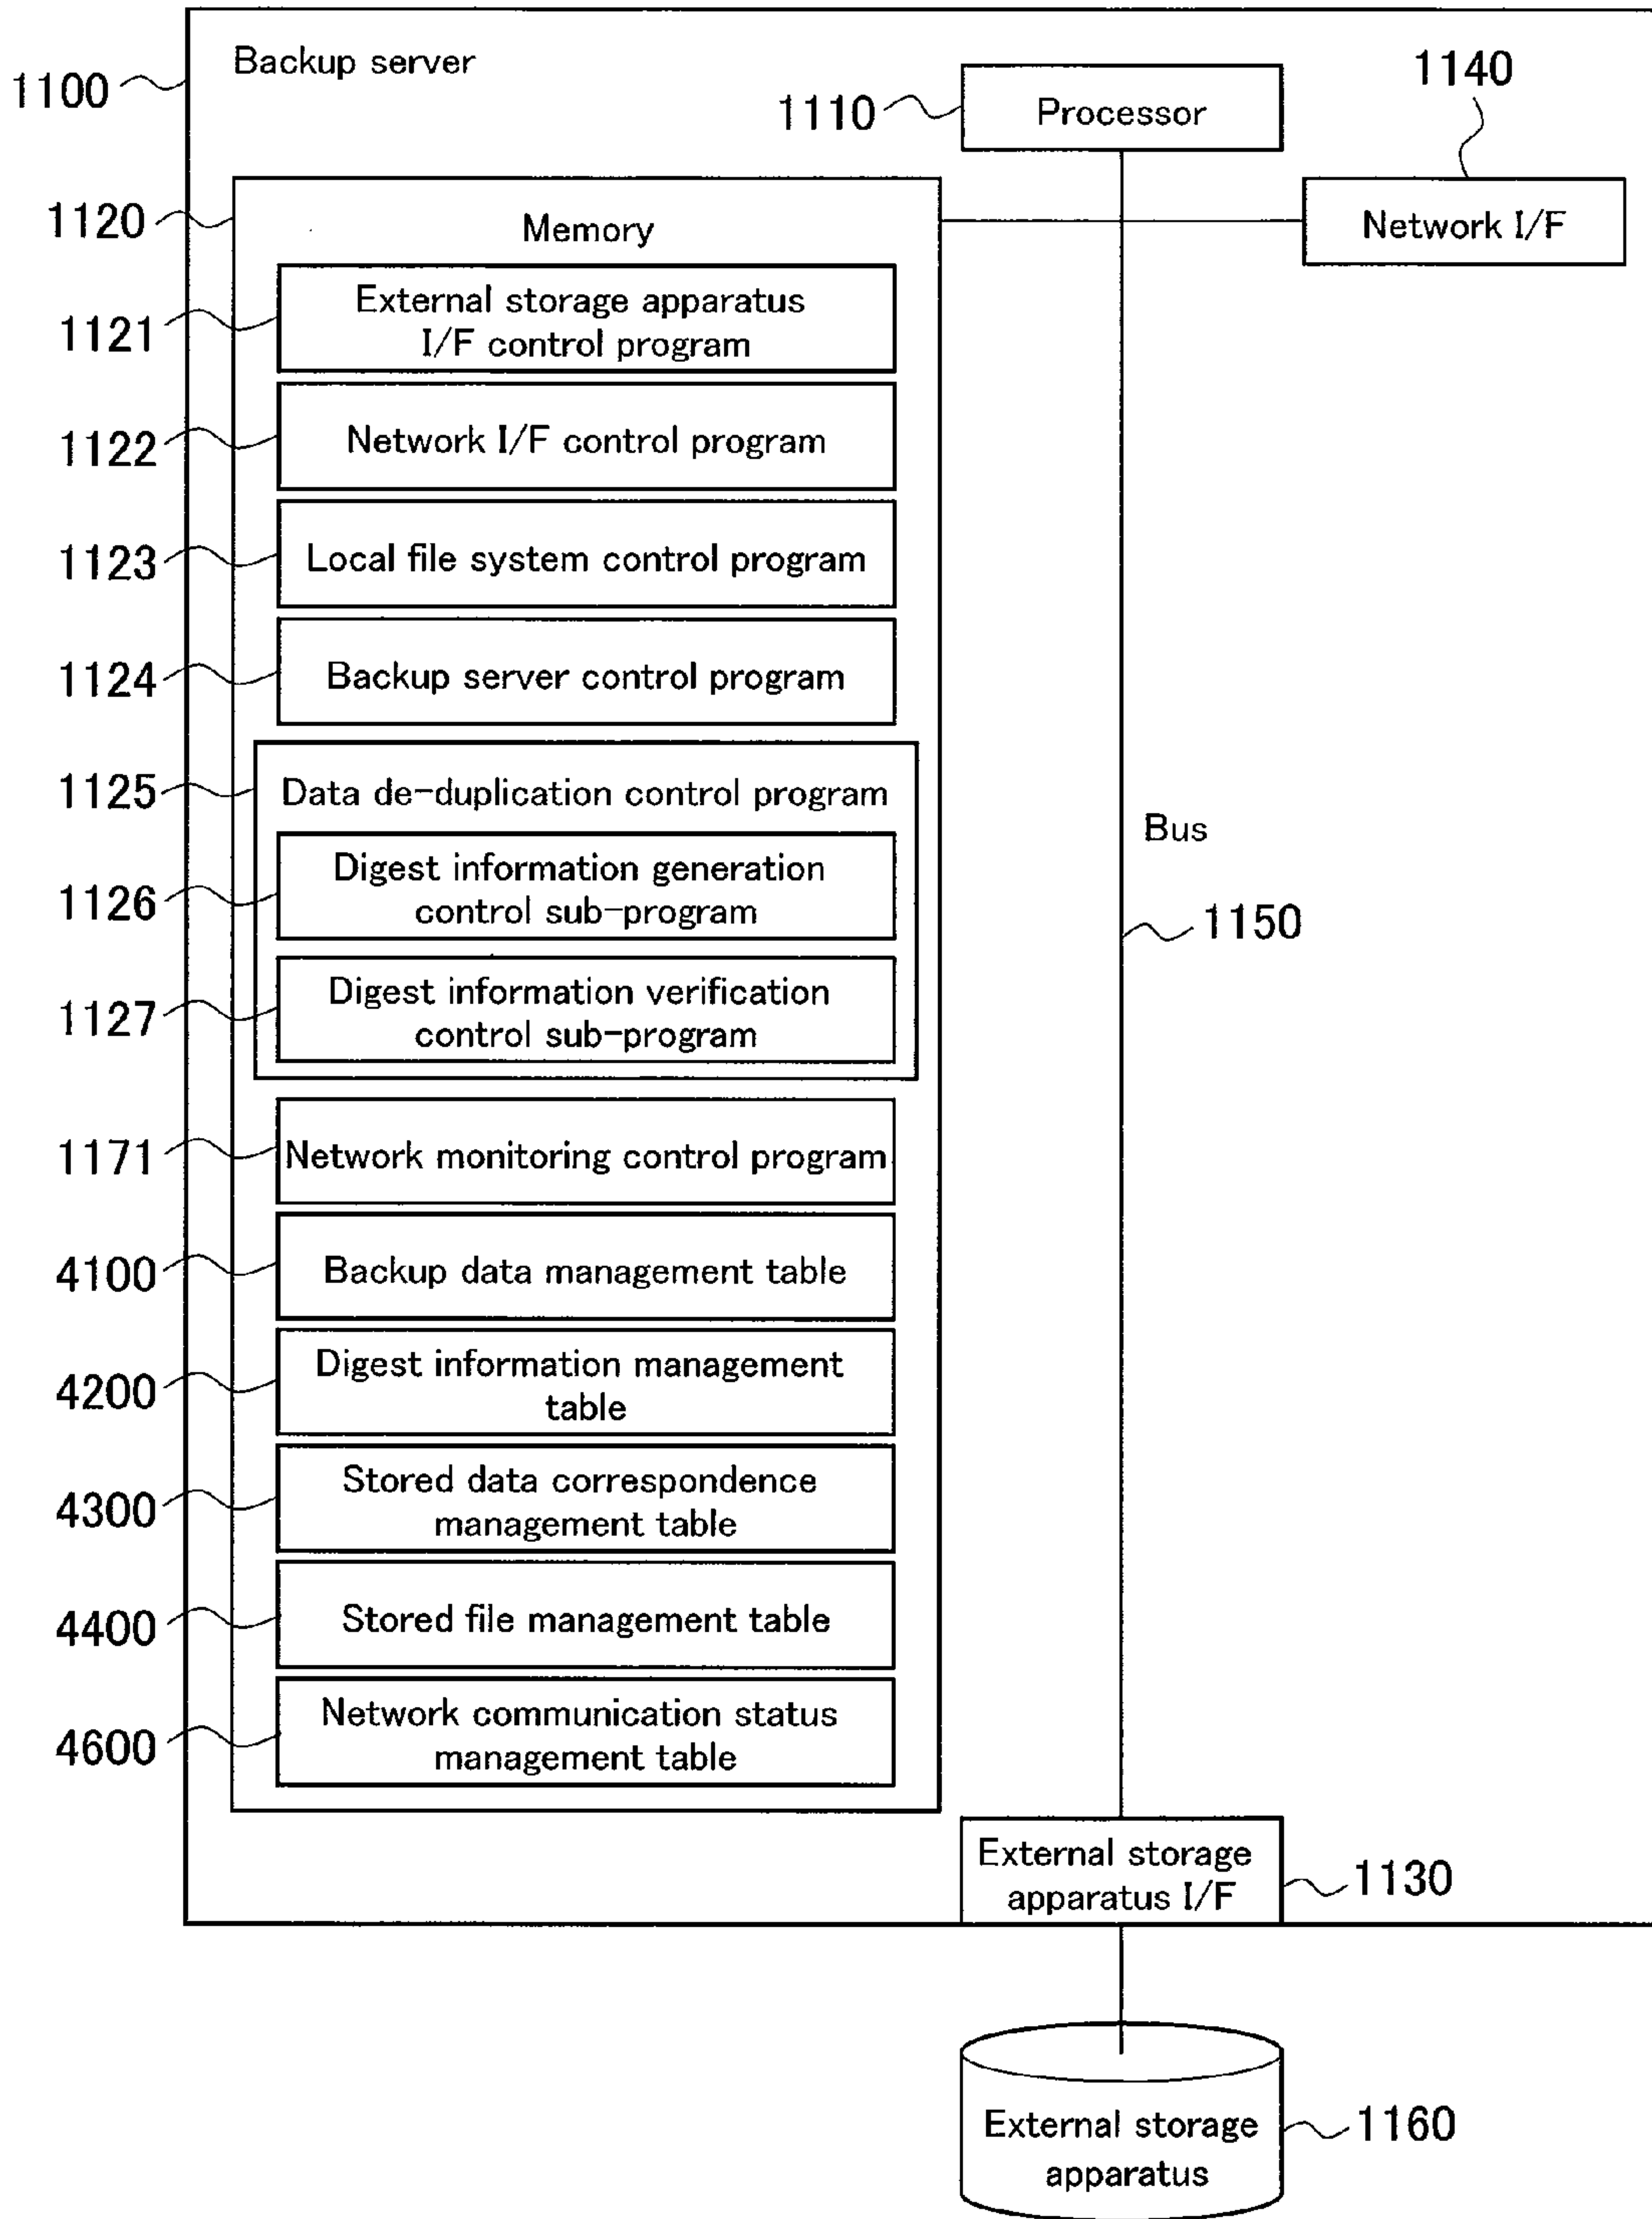 Backup server
1100
1110
Processor
1140
Network I/F
1120
Memory
1121
External storage apparatus
I/F control program
1122
Network I/F control program
1123
Local file system control program
1124
Backup server control program
1125
Data de-duplication control program
1126
Digest information generation
control sub-program
1127
Digest information verification
control sub-program
Bus
1150
1171
Network monitoring control program
4100
Backup data management table
4200
Digest information management
table
4300
Stored data correspondence
management table
4400
Stored file management table
4600
Network communication status
management table
External storage
apparatus I/F
1130
External storage
apparatus
1160